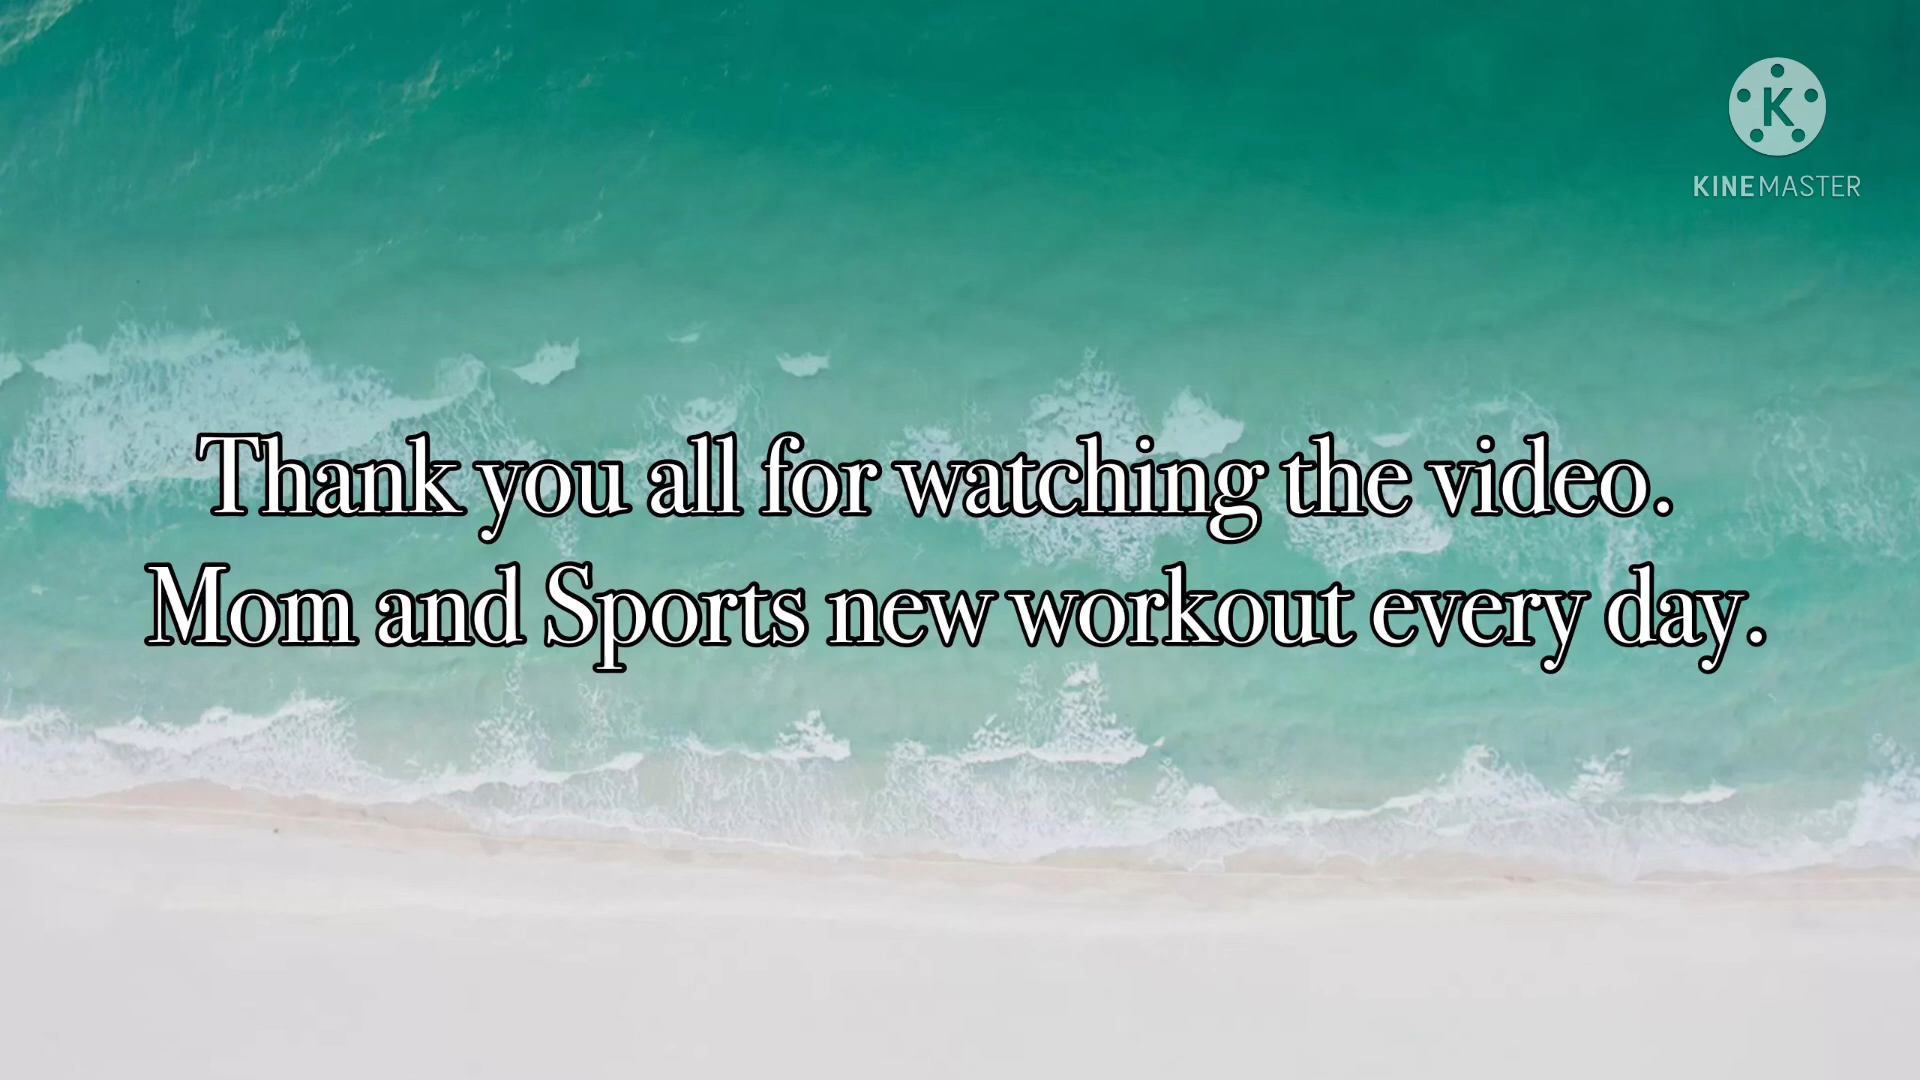 K
KINEMASTER
Thank you all for watching the video.
Mom and Sports new workout every day.